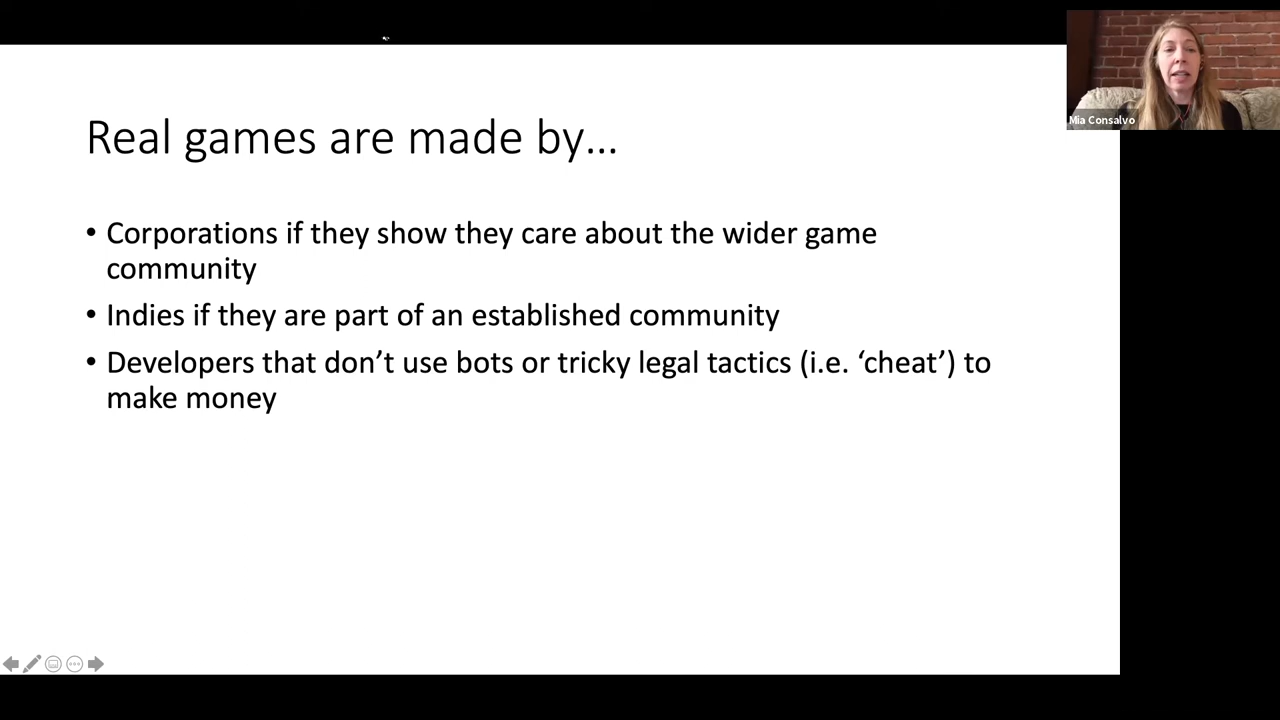 Real games are made by...
• Corporations if they show they care about the wider game
community
• Indies if they are part of an established community
• Developers that don’t use bots or tricky legal tactics (i.e. ‘cheat’) to
make money
Mia Consalvo